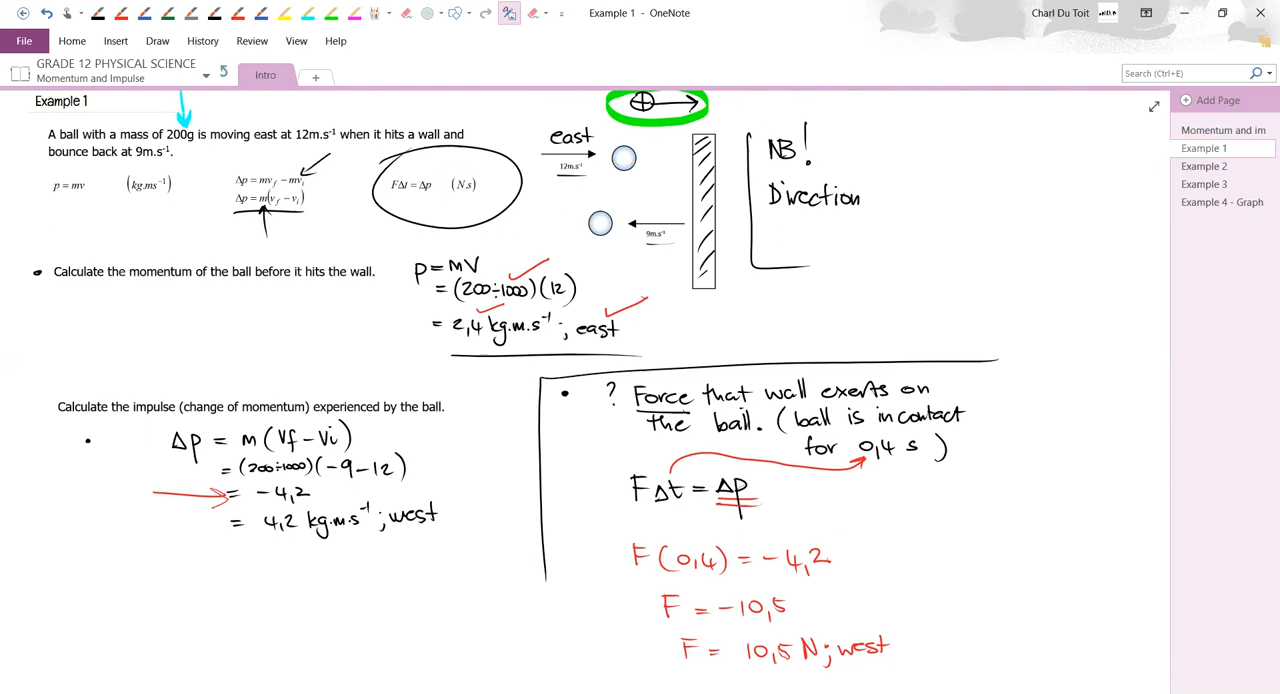 Example 1 - OneNote
Charl Du Toit
File Home Insert Draw History Review View Help
GRADE 12 PHYSICAL SCIENCE
Momentum and Impulse
Intro
+
Search (Ctrl+E)
Example 1
A ball with a mass of 200g is moving east at 12m.s⁻¹ when it hits a wall and
bounce back at 9m.s⁻¹.
p = mv (kg.ms⁻¹)
Δp = mv_f − mv_i
Δp = m(v_f − v_i)
FΔt = Δp (N.s)
east
12m.s⁻¹
9m.s⁻¹
NB!
Direction
Add Page
Momentum and im
Example 1
Example 2
Example 3
Example 4 - Graph
Calculate the momentum of the ball before it hits the wall.
p = mV
= (200÷1000)(12)
= 2,4 kg.m.s⁻¹; east
Calculate the impulse (change of momentum) experienced by the ball.
Δp = m(Vf − Vi)
= (200÷1000)(−9−12)
= −4,2
= 4,2 kg.m.s⁻¹; west
? Force that wall exerts on
the ball. (ball is in contact
for 0,4 s)
FΔt = Δp
F(0,4) = −4,2
F = −10,5
F = 10,5 N; west